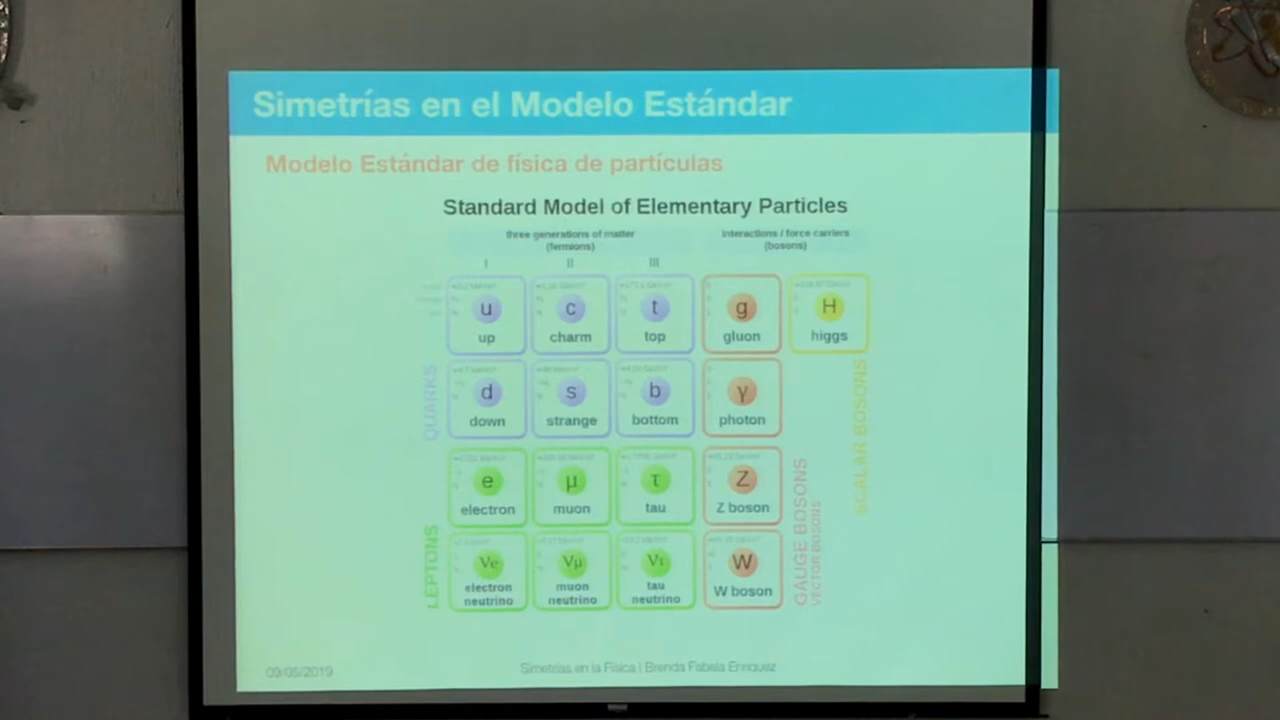 Simetrías en el Modelo Estándar
Modelo Estándar de física de partículas
Standard Model of Elementary Particles
three generations of matter
(fermions)
interactions / force carriers
(bosons)
I II III
u c t g H
up charm top gluon higgs
QUARKS
d s b γ
down strange bottom photon
SCALAR BOSONS
e μ τ Z
electron muon tau Z boson
LEPTONS
νe νμ ντ W
electron neutrino
muon neutrino
tau neutrino
W boson
GAUGE BOSONS
VECTOR BOSONS
09/05/2019
Simetrías en la Física | Brenda Fabela Enriquez